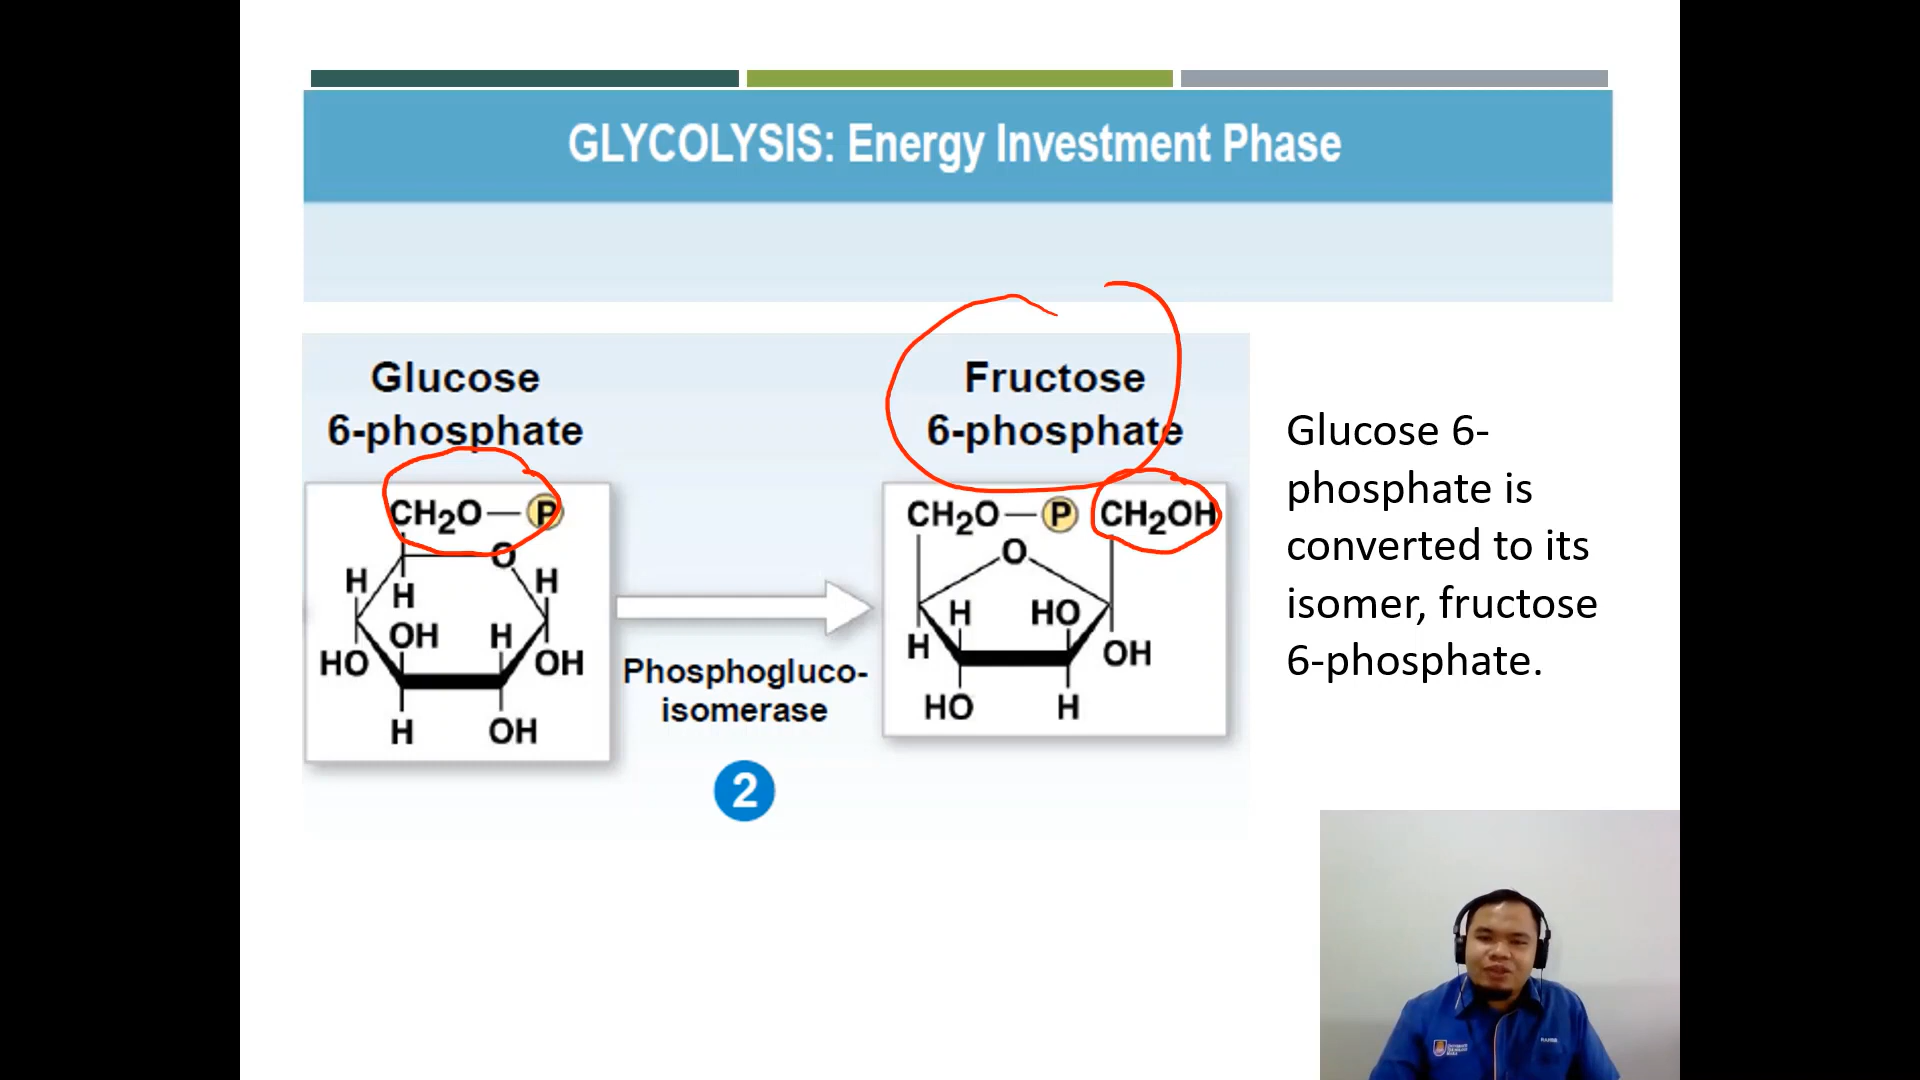 GLYCOLYSIS: Energy Investment Phase
Glucose
6-phosphate
Fructose
6-phosphate
CH2O—P
O
H
H
H
OH
H
HO
OH
H
OH
Phosphogluco-
isomerase
2
CH2O—P
CH2OH
O
H
HO
H
OH
HO
H
Glucose 6-
phosphate is
converted to its
isomer, fructose
6-phosphate.